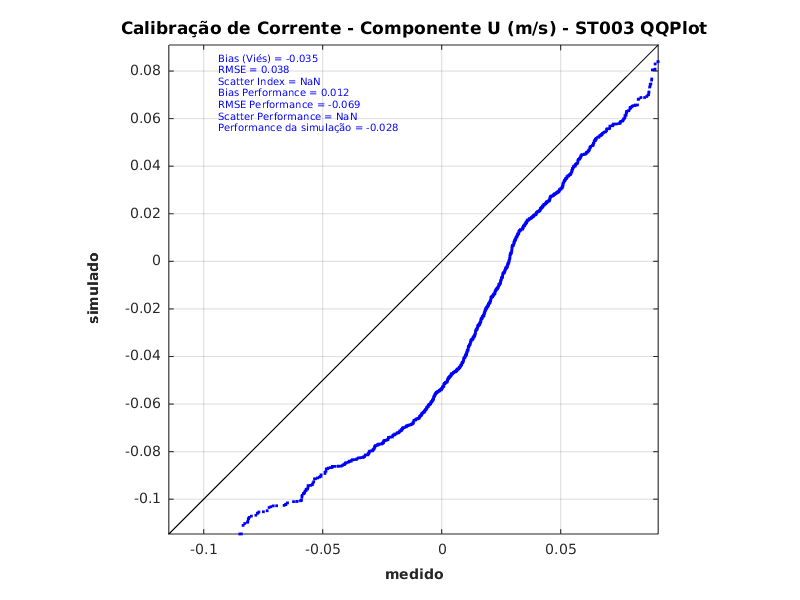 Calibração de Corrente - Componente U (m/s) - ST003 QQPlot
Bias (Viés) = -0.035
RMSE = 0.038
Scatter Index = NaN
Bias Performance = 0.012
RMSE Performance = -0.069
Scatter Performance = NaN
Performance da simulação = -0.028
0.08
0.06
0.04
0.02
0
-0.02
-0.04
-0.06
-0.08
-0.1
simulado
-0.1
-0.05
0
0.05
medido